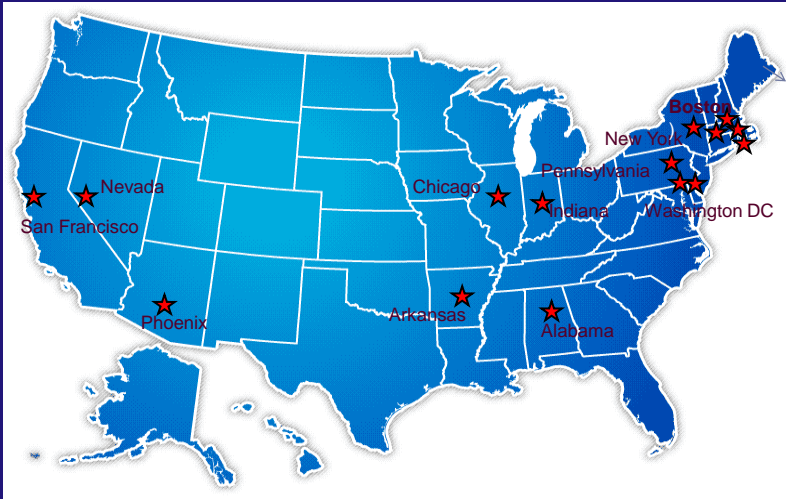 Boston
New York
Pennsylvania
Nevada
Chicago
Indiana
Washington DC
San Francisco
Phoenix
Arkansas
Alabama